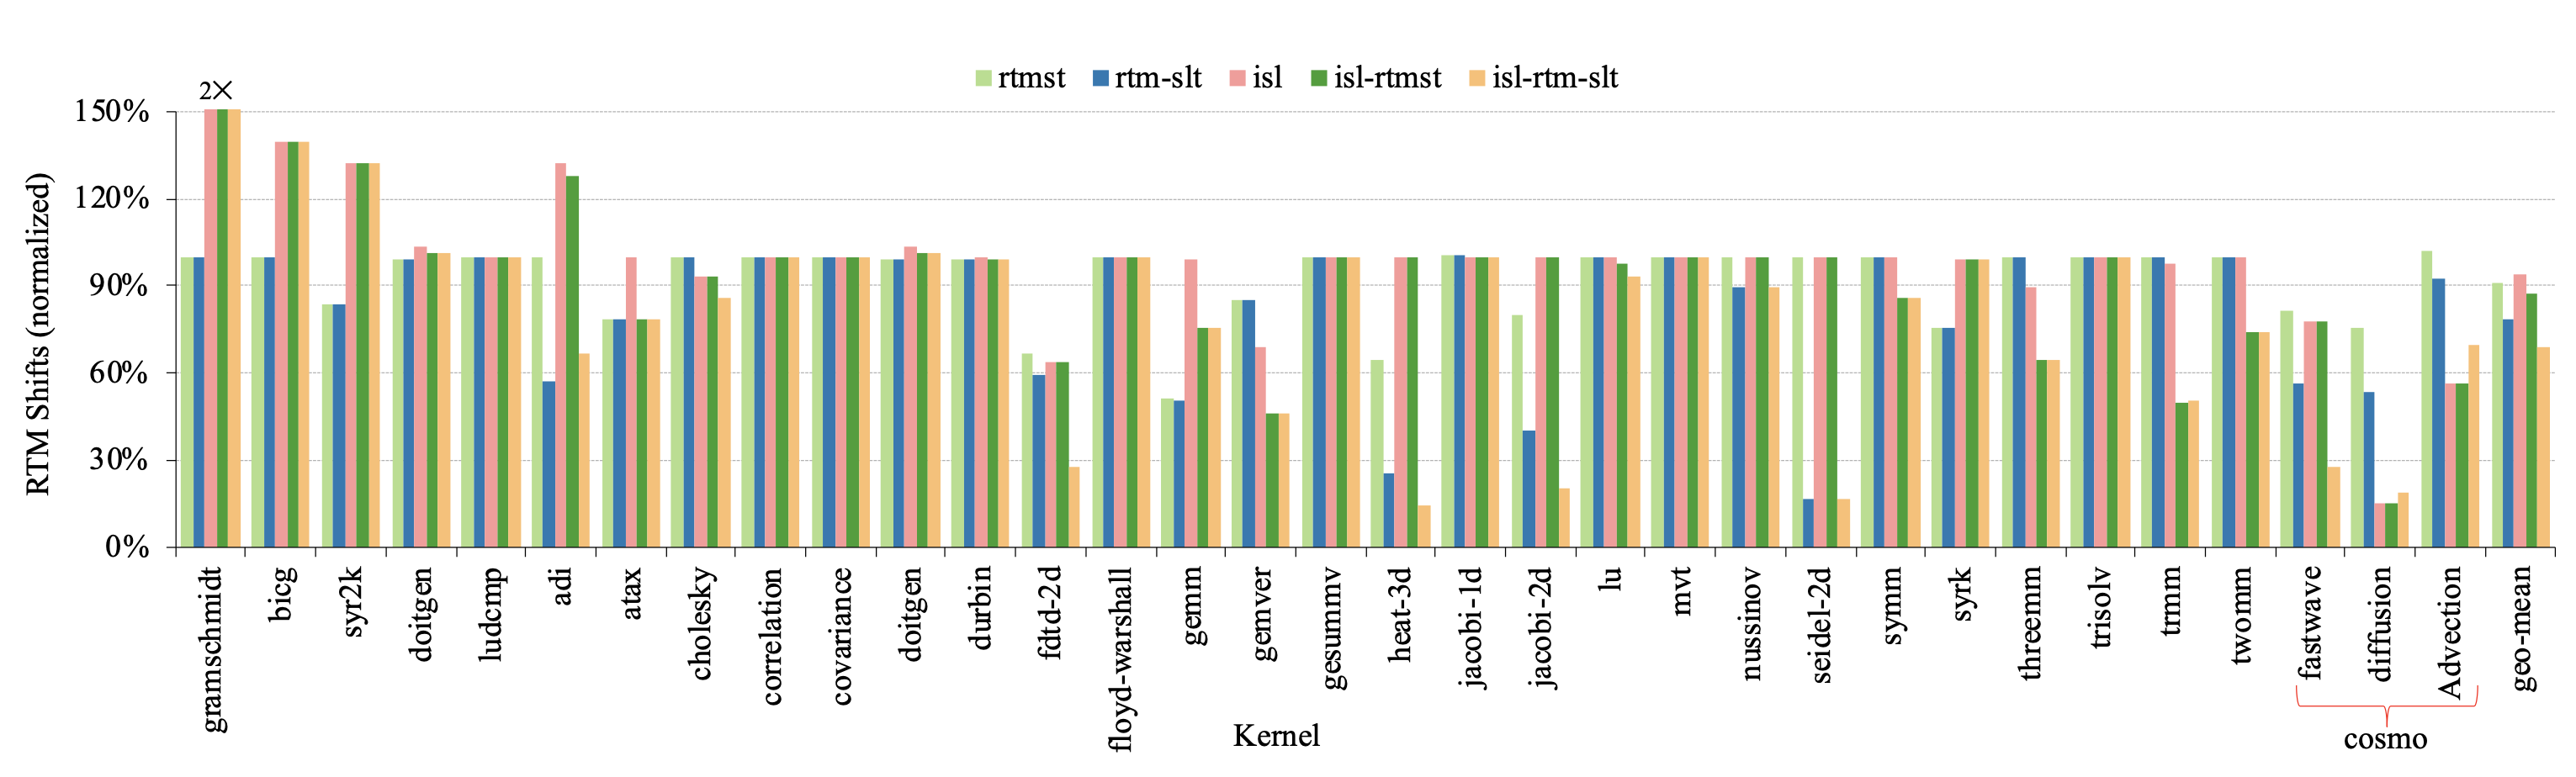 rtmst rtm-slt isl isl-rtmst isl-rtm-slt
2×
RTM Shifts (normalized)
150%
120%
90%
60%
30%
0%
gramschmidt
bicg
syr2k
doitgen
ludcmp
adi
atax
cholesky
correlation
covariance
doitgen
durbin
fdtd-2d
floyd-warshall
gemm
gemver
gesummv
heat-3d
jacobi-1d
jacobi-2d
lu
mvt
nussinov
seidel-2d
symm
syrk
threemm
trisolv
trmm
twomm
fastwave
diffusion
Advection
geo-mean
Kernel
cosmo